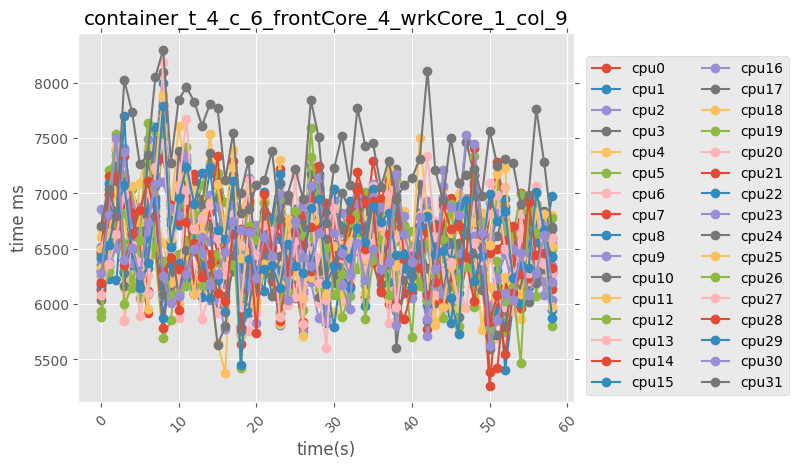 container_t_4_c_6_frontCore_4_wrkCore_1_col_9
time ms
8000
7500
7000
6500
6000
5500
0
10
20
30
40
50
60
time(s)
cpu0
cpu1
cpu2
cpu3
cpu4
cpu5
cpu6
cpu7
cpu8
cpu9
cpu10
cpu11
cpu12
cpu13
cpu14
cpu15
cpu16
cpu17
cpu18
cpu19
cpu20
cpu21
cpu22
cpu23
cpu24
cpu25
cpu26
cpu27
cpu28
cpu29
cpu30
cpu31